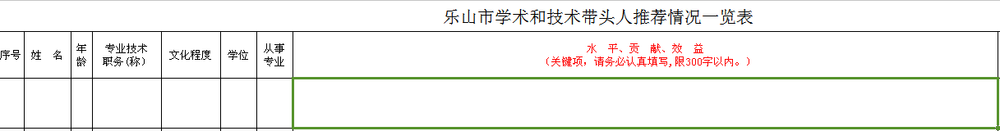 乐山市学术和技术带头人推荐情况一览表
序号
姓 名
年
龄
专业技术
职务(称)
文化程度
学位
从事
专业
水 平、贡 献、效 益
（关键项，请务必认真填写,限300字以内。）